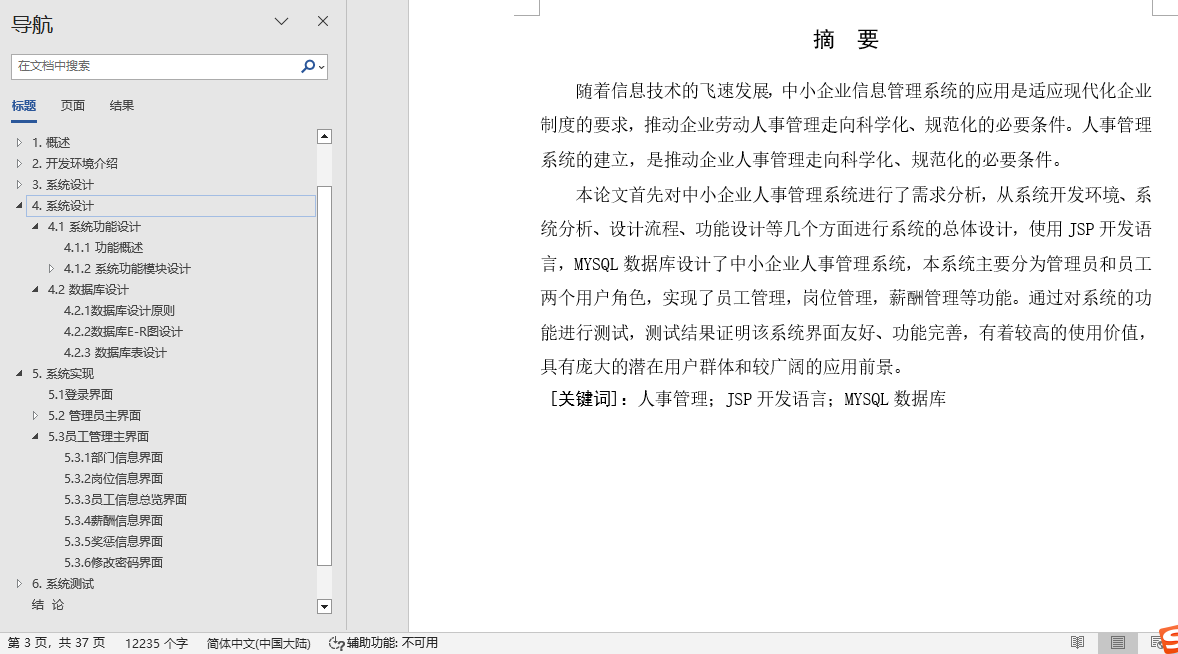 导航
在文档中搜索
标题 页面 结果
1. 概述
2. 开发环境介绍
3. 系统设计
4. 系统设计
4.1 系统功能设计
4.1.1 功能概述
4.1.2 系统功能模块设计
4.2 数据库设计
4.2.1数据库设计原则
4.2.2数据库E-R图设计
4.2.3 数据库表设计
5. 系统实现
5.1登录界面
5.2 管理员主界面
5.3员工管理主界面
5.3.1部门信息界面
5.3.2岗位信息界面
5.3.3员工信息总览界面
5.3.4薪酬信息界面
5.3.5奖惩信息界面
5.3.6修改密码界面
6. 系统测试
结 论
摘 要
随着信息技术的飞速发展,中小企业信息管理系统的应用是适应现代化企业
制度的要求,推动企业劳动人事管理走向科学化、规范化的必要条件。人事管理
系统的建立,是推动企业人事管理走向科学化、规范化的必要条件。
本论文首先对中小企业人事管理系统进行了需求分析,从系统开发环境、系
统分析、设计流程、功能设计等几个方面进行系统的总体设计,使用 JSP 开发语
言,MYSQL 数据库设计了中小企业人事管理系统,本系统主要分为管理员和员工
两个用户角色,实现了员工管理,岗位管理,薪酬管理等功能。通过对系统的功
能进行测试,测试结果证明该系统界面友好、功能完善,有着较高的使用价值,
具有庞大的潜在用户群体和较广阔的应用前景。
[关键词]:人事管理;JSP 开发语言;MYSQL 数据库
第 3 页,共 37 页 12235 个字 简体中文(中国大陆) 辅助功能: 不可用